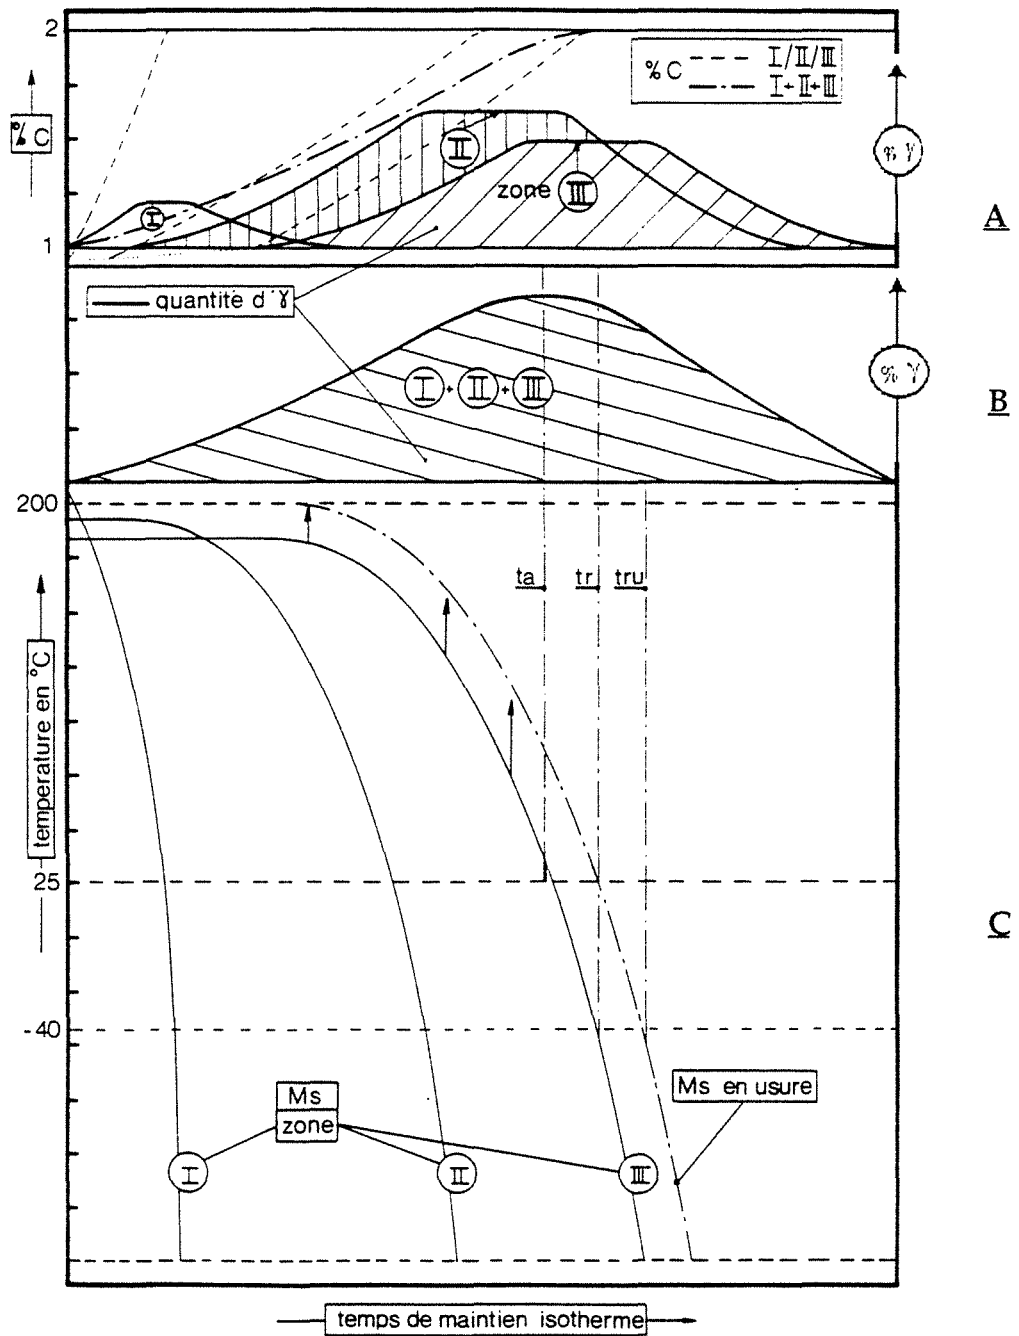 2
% C
1
% C
I/II/III
I+II+III
% γ
I
II
zone III
A
quantite d'γ
I + II + III
% γ
B
200
temperature en °C
25
-40
ta
tr
tru
C
Ms
zone
I
II
III
Ms en usure
temps de maintien isotherme